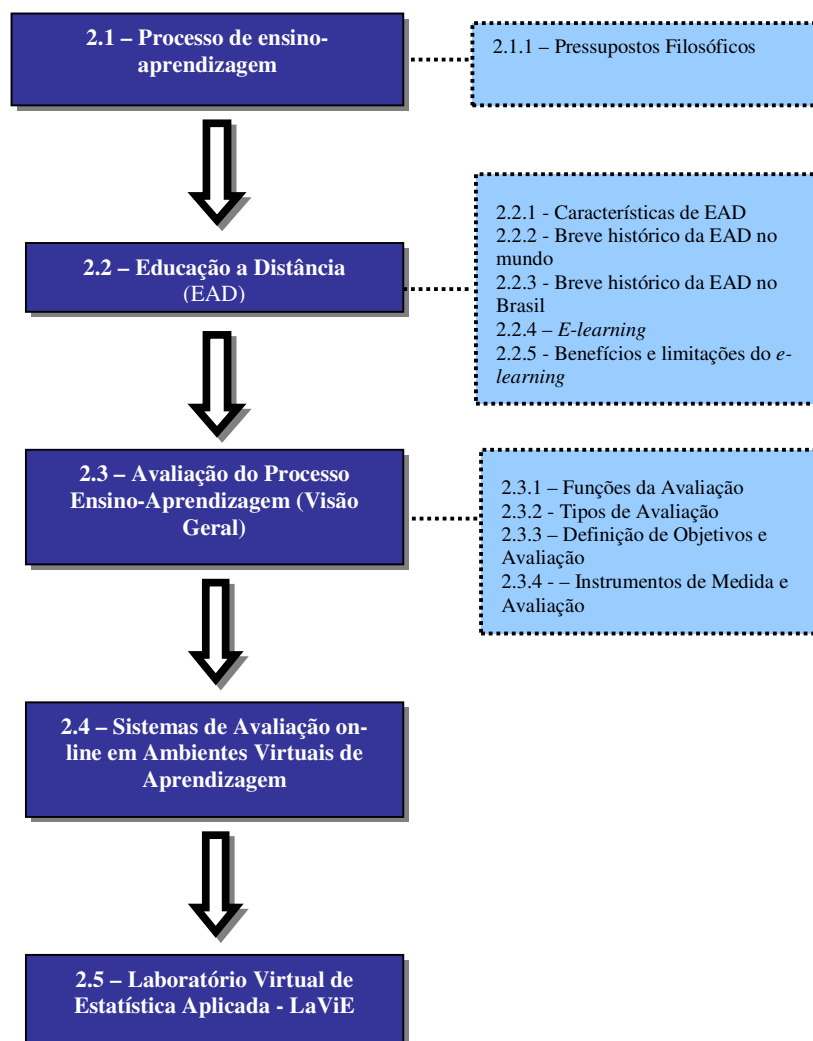 2.1 – Processo de ensino-
aprendizagem
2.1.1 – Pressupostos Filosóficos
2.2 – Educação a Distância
(EAD)
2.2.1 - Características de EAD
2.2.2 - Breve histórico da EAD no
mundo
2.2.3 - Breve histórico da EAD no
Brasil
2.2.4 – E-learning
2.2.5 - Benefícios e limitações do e-
learning
2.3 – Avaliação do Processo
Ensino-Aprendizagem (Visão
Geral)
2.3.1 – Funções da Avaliação
2.3.2 - Tipos de Avaliação
2.3.3 – Definição de Objetivos e
Avaliação
2.3.4 - – Instrumentos de Medida e
Avaliação
2.4 – Sistemas de Avaliação on-
line em Ambientes Virtuais de
Aprendizagem
2.5 – Laboratório Virtual de
Estatística Aplicada - LaViE